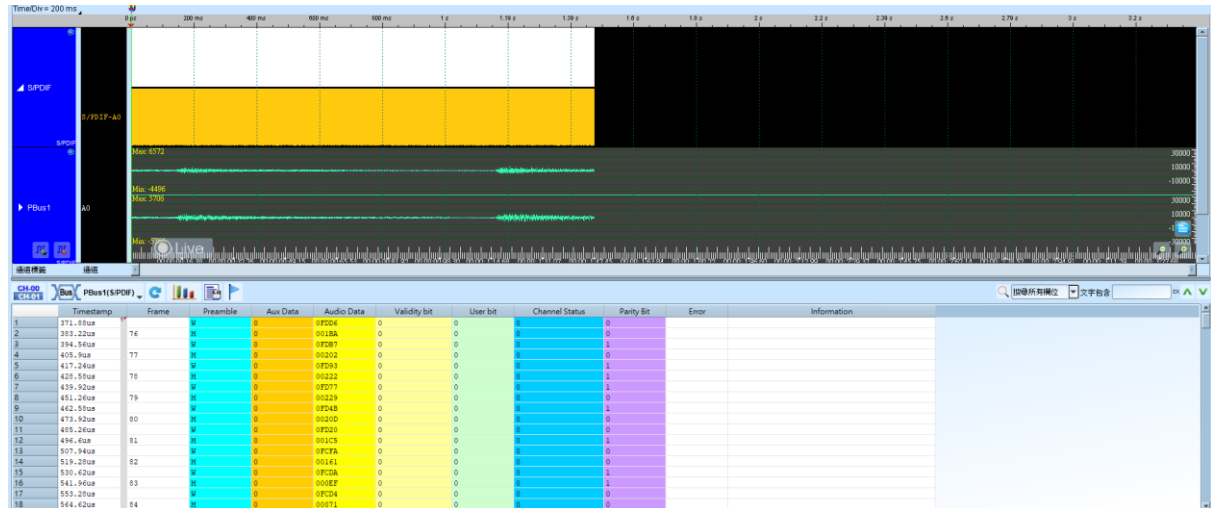 Time/Div = 200 ms
0 ps 200 ms 400 ms 600 ms 800 ms 1 s 1.19 s 1.39 s 1.6 s 1.8 s 2 s 2.2 s 2.39 s 2.6 s 2.79 s 3 s 3.2 s
S/PDIF
S/PDIF-A0
S/PDIF
Max: 6572
30000
10000
-10000
Min: -4496
Max: 5706
30000
PBus1
A0
10000
Live
30000
通道標籤 通道
CH-00
CH-01
Bus
PBus1(S/PDIF)
搜尋所有欄位
文字包含
Timestamp Frame Preamble Aux Data Audio Data Validity bit User bit Channel Status Parity Bit Error Information
1 371.88us W 0 0FDD6 0 0 0 0
2 383.22us 76 M 0 001BA 0 0 0 0
3 394.56us W 0 0FDB7 0 0 0 1
4 405.9us 77 M 0 00202 0 0 0 0
5 417.24us W 0 0FD93 0 0 0 1
6 428.58us 78 M 0 00222 0 0 0 1
7 439.92us W 0 0FD77 0 0 0 0
8 451.26us 79 M 0 00229 0 0 0 0
9 462.58us W 0 0FD4B 0 0 0 1
10 473.92us 80 M 0 0020D 0 0 0 0
11 485.26us W 0 0FD20 0 0 0 0
12 496.6us 81 M 0 001C5 0 0 0 1
13 507.94us W 0 0FCFA 0 0 0 0
14 519.28us 82 M 0 00161 0 0 0 0
15 530.62us W 0 0FCDA 0 0 0 1
16 541.96us 83 M 0 000EF 0 0 0 1
17 553.28us W 0 0FCD4 0 0 0 0
18 564.62us 84 M 0 00071 0 0 0 0